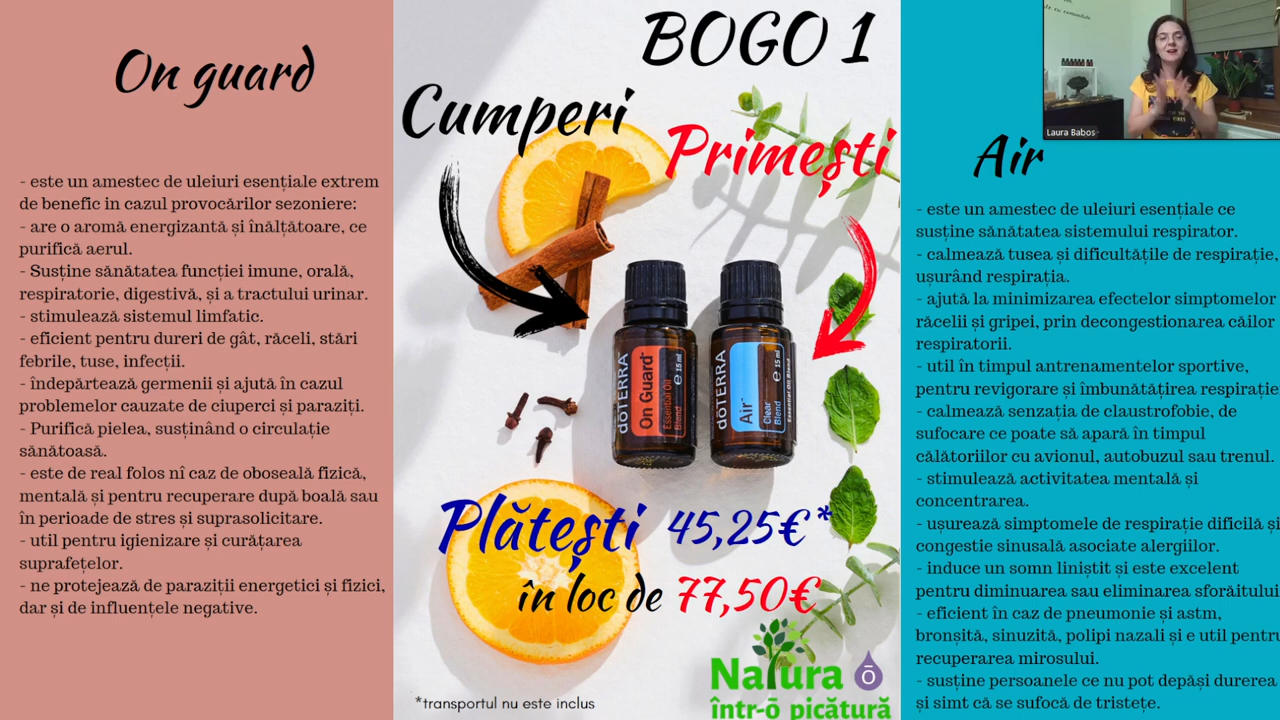 On guard
- este un amestec de uleiuri esențiale extrem
de benefic in cazul provocărilor sezoniere:
- are o aromă energizantă și înălțătoare, ce
purifică aerul.
- Susține sănătatea funcției imune, orală,
respiratorie, digestivă, și a tractului urinar.
- stimulează sistemul limfatic.
- eficient pentru dureri de gât, răceli, stări
febrile, tuse, infecții.
- îndepărtează germenii și ajută în cazul
problemelor cauzate de ciuperci și paraziți.
- Purifică pielea, susținând o circulație
sănătoasă.
- este de real folos nî caz de oboseală fizică,
mentală și pentru recuperare după boală sau
în perioade de stres și suprasolicitare.
- util pentru igienizare și curățarea
suprafețelor.
- ne protejează de paraziții energetici și fizici,
dar și de influențele negative.
BOGO 1
Cumperi
Primești
dōTERRA
On Guard
Essential Oil
Blend
15 ml
dōTERRA
Air
Clear
Blend
Essential Oil Blend
15 ml
Plătești 45,25€*
în loc de 77,50€
Natura ō
într-ō picătură
*transportul nu este inclus
Laura Babos
Air
- este un amestec de uleiuri esențiale ce
susține sănătatea sistemului respirator.
- calmează tusea și dificultățile de respirație,
ușurând respirația.
- ajută la minimizarea efectelor simptomelor
răcelii și gripei, prin decongestionarea căilor
respiratorii.
- util în timpul antrenamentelor sportive,
pentru revigorare și îmbunătățirea respirație
- calmează senzația de claustrofobie, de
sufocare ce poate să apară în timpul
călătoriilor cu avionul, autobuzul sau trenul.
- stimulează activitatea mentală și
concentrarea.
- ușurează simptomele de respirație dificilă și
congestie sinusală asociate alergiilor.
- induce un somn liniștit și este excelent
pentru diminuarea sau eliminarea sforăitului
- eficient în caz de pneumonie și astm,
bronșită, sinuzită, polipi nazali și e util pentru
recuperarea mirosului.
- susține persoanele ce nu pot depăși durerea
și simt că se sufocă de tristețe.